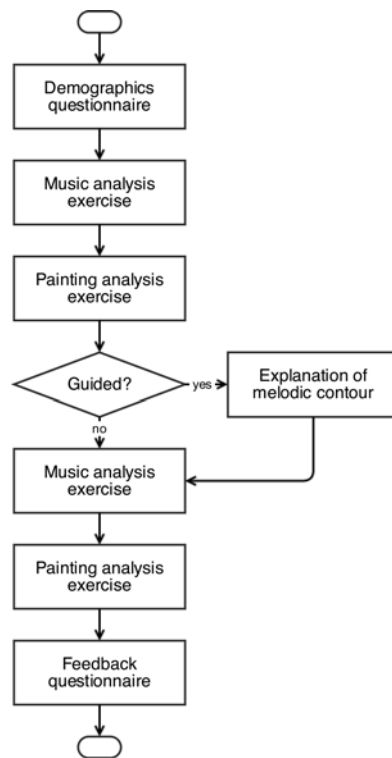 Demographics
questionnaire
Music analysis
exercise
Painting analysis
exercise
Guided?
yes
Explanation of
melodic contour
no
Music analysis
exercise
Painting analysis
exercise
Feedback
questionnaire